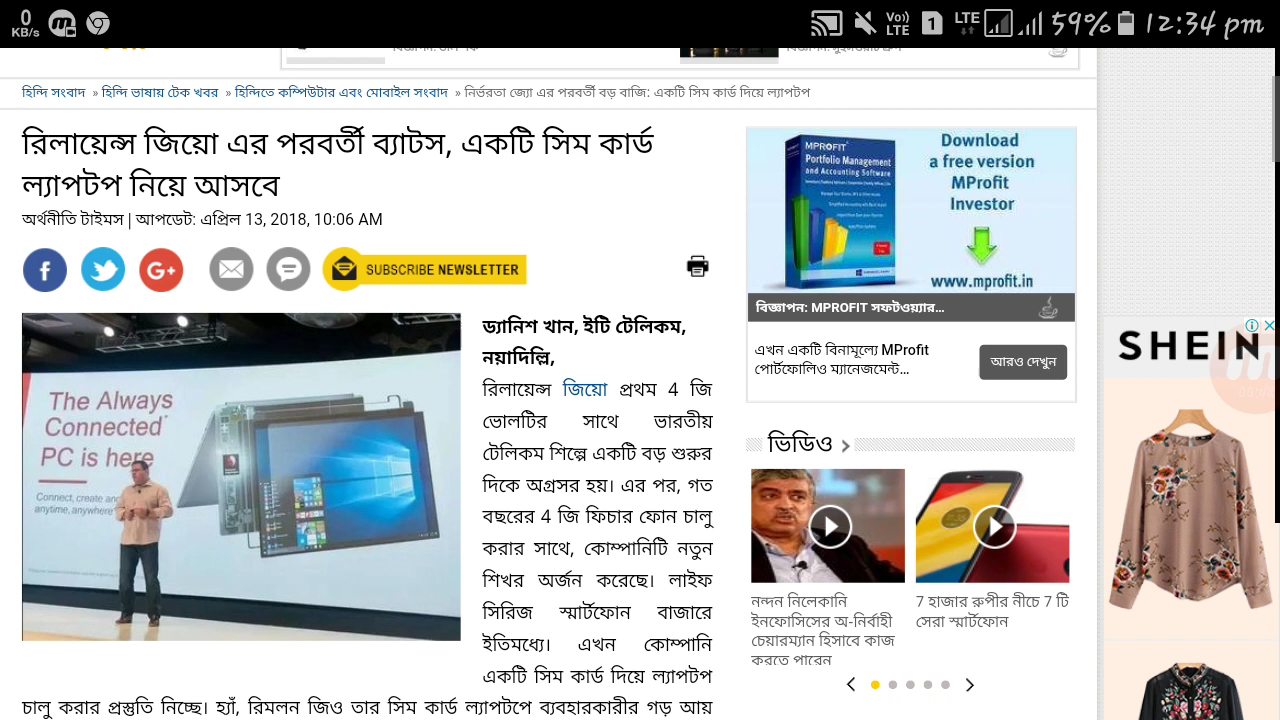 0
KB/s
Vo))
LTE
1
LTE
59%
12:34 pm
হিন্দি সংবাদ » হিন্দি ভাষায় টেক খবর » হিন্দিতে কম্পিউটার এবং মোবাইল সংবাদ » নির্ভরতা জ্যো এর পরবর্তী বড় বাজি: একটি সিম কার্ড দিয়ে ল্যাপটপ
রিলায়েন্স জিয়ো এর পরবর্তী ব্যাটস, একটি সিম কার্ড
ল্যাপটপ নিয়ে আসবে
অর্থনীতি টাইমস | আপডেট: এপ্রিল 13, 2018, 10:06 AM
SUBSCRIBE NEWSLETTER
The Always
Connected
PC is here
Connect, create and
anytime, anywhere
ড্যানিশ খান, ইটি টেলিকম,
নয়াদিল্লি,
রিলায়েন্স জিয়ো প্রথম 4 জি
ভোলটির সাথে ভারতীয়
টেলিকম শিল্পে একটি বড় শুরুর
দিকে অগ্রসর হয়। এর পর, গত
বছরের 4 জি ফিচার ফোন চালু
করার সাথে, কোম্পানিটি নতুন
শিখর অর্জন করেছে। লাইফ
সিরিজ স্মার্টফোন বাজারে
ইতিমধ্যে। এখন কোম্পানি
একটি সিম কার্ড দিয়ে ল্যাপটপ
চালু করার প্রস্তুতি নিচ্ছে। হ্যাঁ, রিমলন জিও তার সিম কার্ড ল্যাপটপে ব্যবহারকারীর গড় আয়
MPROFIT
Portfolio Management
and Accounting Software
Download
a free version
MProfit
Investor
www.mprofit.in
বিজ্ঞাপন: MPROFIT সফটওয়্যার...
এখন একটি বিনামূল্যে MProfit
পোর্টফোলিও ম্যানেজমেন্ট...
আরও দেখুন
ভিডিও
নন্দন নিলেকানি
ইনফোসিসের অ-নির্বাহী
চেয়ারম্যান হিসাবে কাজ
করতে পারেন
7 হাজার রুপীর নীচে 7 টি
সেরা স্মার্টফোন
SHEIN